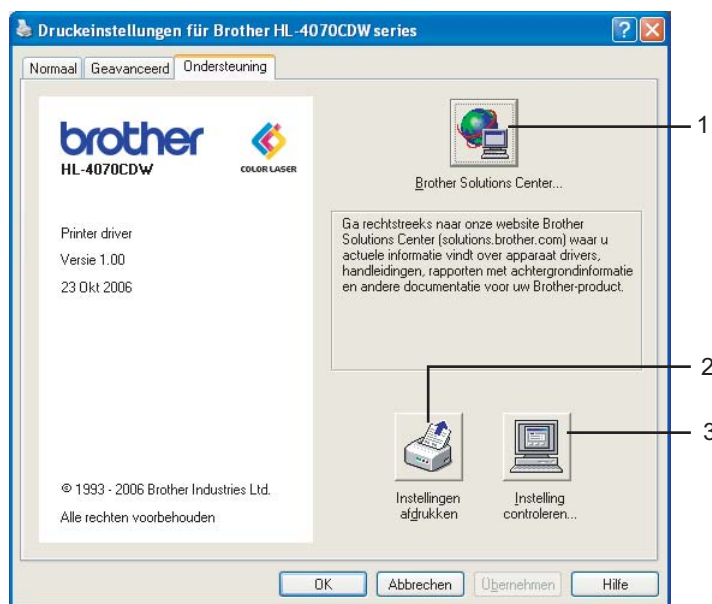 Druckeinstellungen für Brother HL-4070CDW series
Normaal Geavanceerd Ondersteuning
brother
HL-4070CDW
COLOR LASER
Printer driver
Versie 1.00
23 Okt 2006
© 1993 - 2006 Brother Industries Ltd.
Alle rechten voorbehouden
1
Brother Solutions Center...
Ga rechtstreeks naar onze website Brother
Solutions Center (solutions.brother.com) waar u
actuele informatie vindt over apparaat drivers,
handleidingen, rapporten met achtergrondinformatie
en andere documentatie voor uw Brother-product.
2
3
Instellingen
afdrukken
Instelling
controleren...
OK Abbrechen Übernehmen Hilfe